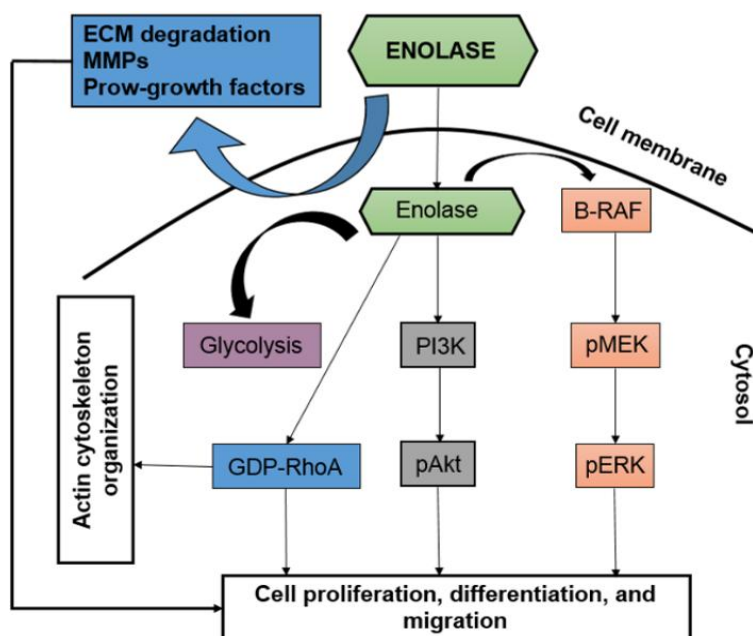 ECM degradation
MMPs
Prow-growth factors
ENOLASE
Cell membrane
Enolase
B-RAF
Glycolysis
PI3K
pMEK
Cytosol
Actin cytoskeleton
organization
GDP-RhoA
pAkt
pERK
Cell proliferation, differentiation, and
migration